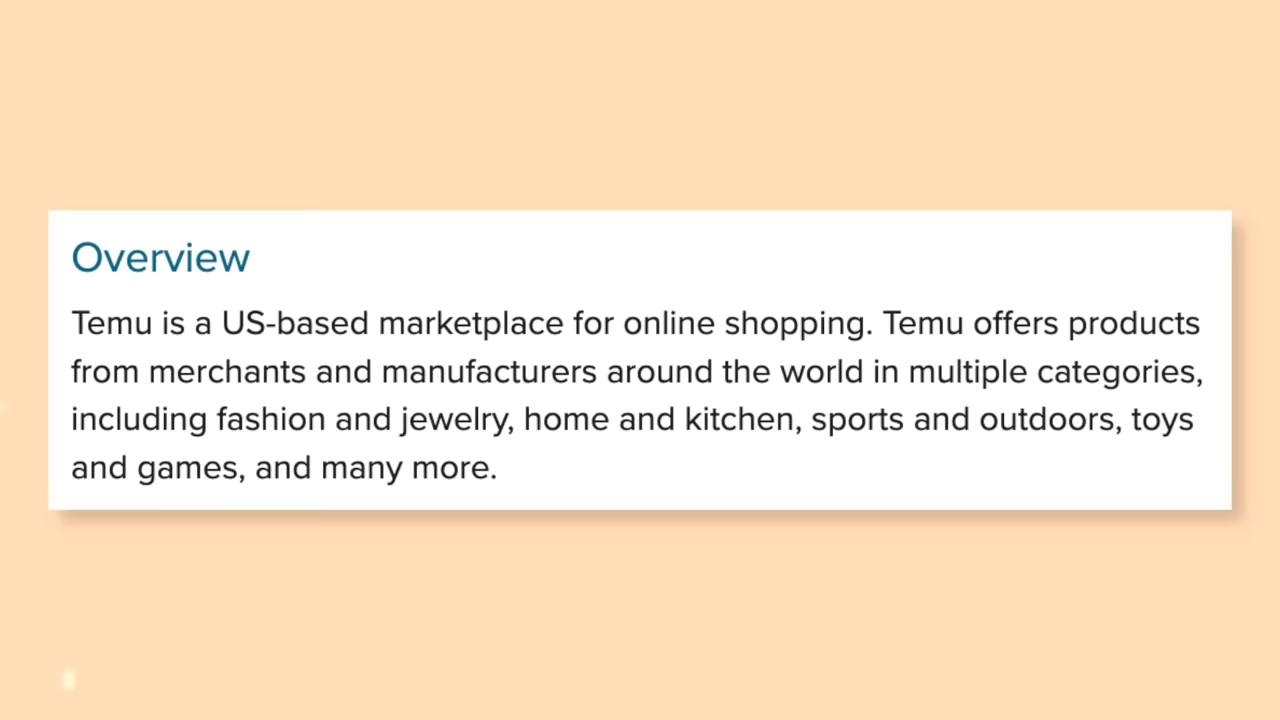 Overview
Temu is a US-based marketplace for online shopping. Temu offers products
from merchants and manufacturers around the world in multiple categories,
including fashion and jewelry, home and kitchen, sports and outdoors, toys
and games, and many more.